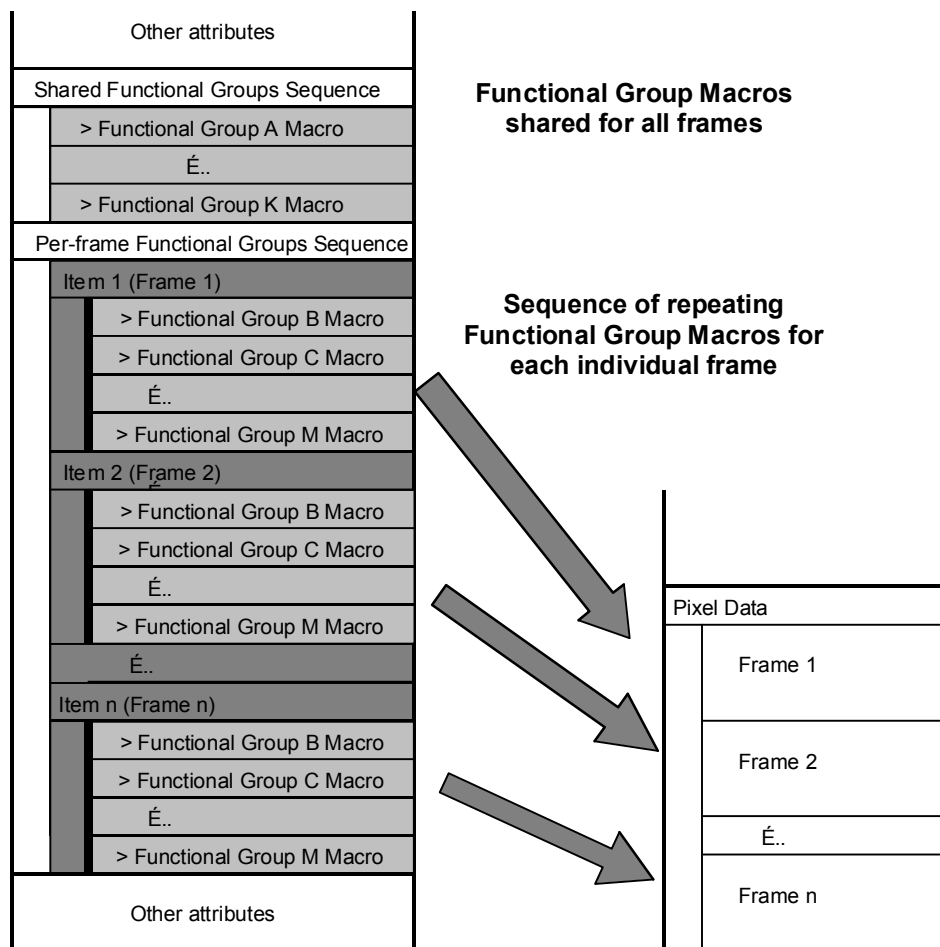 Other attributes
Shared Functional Groups Sequence
> Functional Group A Macro
É..
> Functional Group K Macro
Per-frame Functional Groups Sequence
Item 1 (Frame 1)
> Functional Group B Macro
> Functional Group C Macro
É..
> Functional Group M Macro
Item 2 (Frame 2)
É
> Functional Group B Macro
> Functional Group C Macro
É..
> Functional Group M Macro
É..
Item n (Frame n)
> Functional Group B Macro
> Functional Group C Macro
É..
> Functional Group M Macro
Other attributes
Functional Group Macros
shared for all frames
Sequence of repeating
Functional Group Macros for
each individual frame
Pixel Data
Frame 1
Frame 2
É..
Frame n